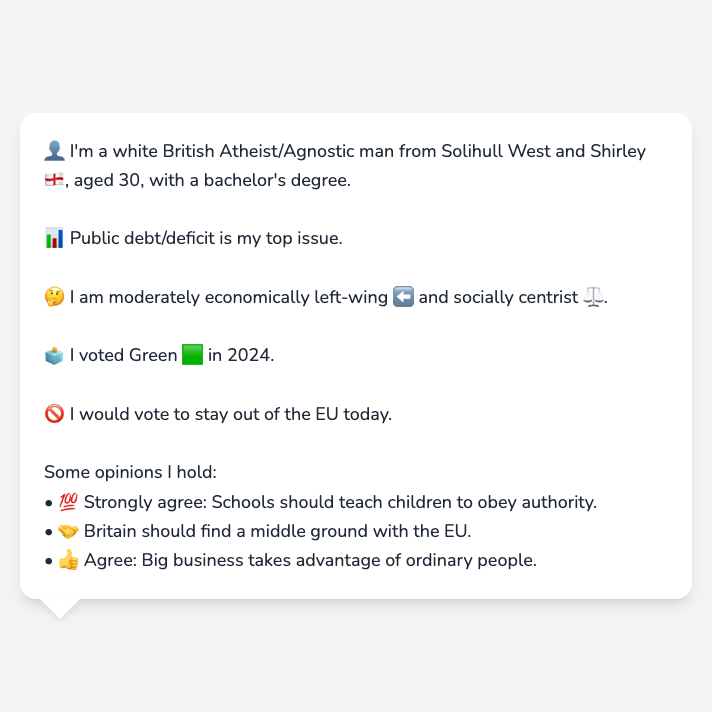 👤 I'm a white British Atheist/Agnostic man from Solihull West and Shirley
🏴󠁧󠁢󠁥󠁮󠁧󠁿, aged 30, with a bachelor's degree.
📊 Public debt/deficit is my top issue.
🤔 I am moderately economically left-wing ⬅️ and socially centrist ⚖️.
🗳️ I voted Green 🟩 in 2024.
🚫 I would vote to stay out of the EU today.
Some opinions I hold:
• 💯 Strongly agree: Schools should teach children to obey authority.
• 🤝 Britain should find a middle ground with the EU.
• 👍 Agree: Big business takes advantage of ordinary people.